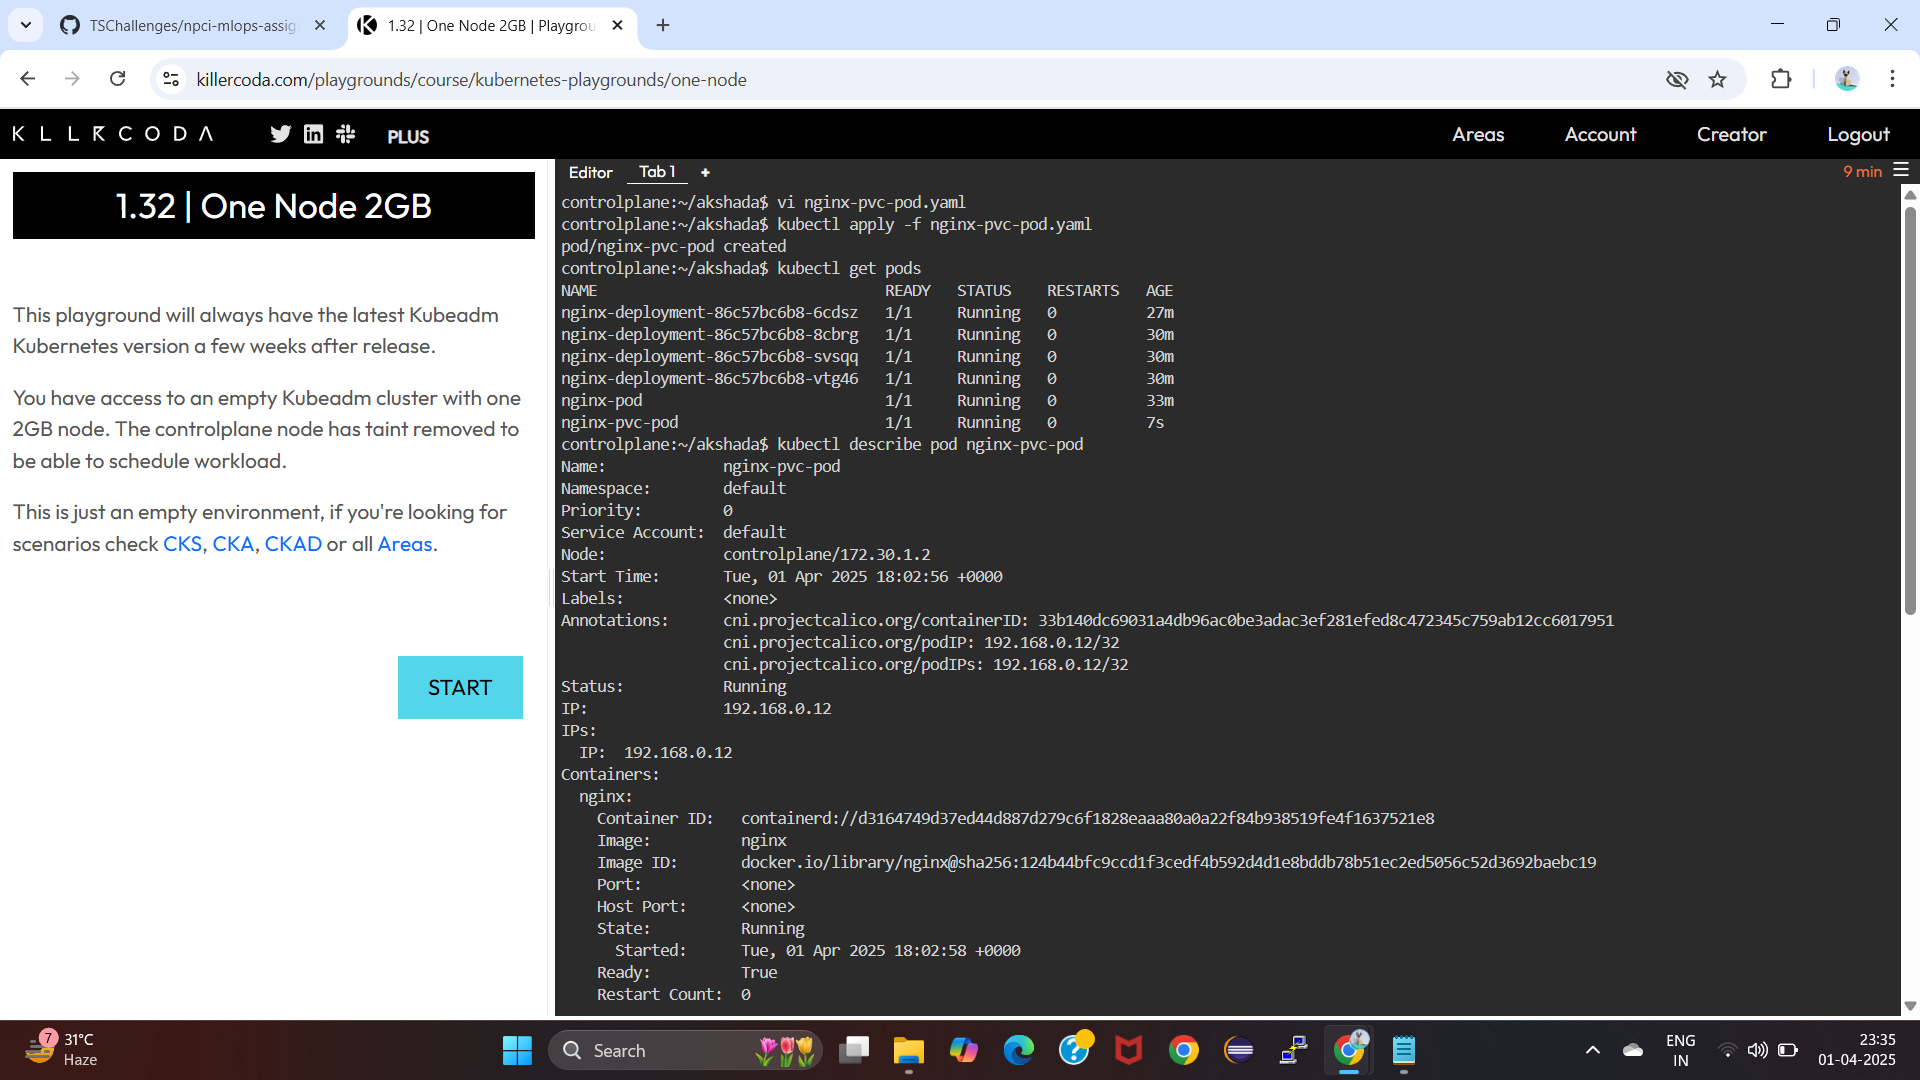 TSChallenges/npci-mlops-assig
1.32 | One Node 2GB | Playgrou
killercoda.com/playgrounds/course/kubernetes-playgrounds/one-node
KLLRCODA
PLUS
Areas
Account
Creator
Logout
1.32 | One Node 2GB
This playground will always have the latest Kubeadm
Kubernetes version a few weeks after release.
You have access to an empty Kubeadm cluster with one
2GB node. The controlplane node has taint removed to
be able to schedule workload.
This is just an empty environment, if you're looking for
scenarios check CKS, CKA, CKAD or all Areas.
START
Editor Tab 1 +
9 min
controlplane:~/akshada$ vi nginx-pvc-pod.yaml
controlplane:~/akshada$ kubectl apply -f nginx-pvc-pod.yaml
pod/nginx-pvc-pod created
controlplane:~/akshada$ kubectl get pods
NAME READY STATUS RESTARTS AGE
nginx-deployment-86c57bc6b8-6cdsz 1/1 Running 0 27m
nginx-deployment-86c57bc6b8-8cbrg 1/1 Running 0 30m
nginx-deployment-86c57bc6b8-svsqq 1/1 Running 0 30m
nginx-deployment-86c57bc6b8-vtg46 1/1 Running 0 30m
nginx-pod 1/1 Running 0 33m
nginx-pvc-pod 1/1 Running 0 7s
controlplane:~/akshada$ kubectl describe pod nginx-pvc-pod
Name: nginx-pvc-pod
Namespace: default
Priority: 0
Service Account: default
Node: controlplane/172.30.1.2
Start Time: Tue, 01 Apr 2025 18:02:56 +0000
Labels: <none>
Annotations: cni.projectcalico.org/containerID: 33b140dc69031a4db96ac0be3adac3ef281efed8c472345c759ab12cc6017951
cni.projectcalico.org/podIP: 192.168.0.12/32
cni.projectcalico.org/podIPs: 192.168.0.12/32
Status: Running
IP: 192.168.0.12
IPs:
IP: 192.168.0.12
Containers:
nginx:
Container ID: containerd://d3164749d37ed44d887d279c6f1828eaaa80a0a22f84b938519fe4f1637521e8
Image: nginx
Image ID: docker.io/library/nginx@sha256:124b44bfc9ccd1f3cedf4b592d4d1e8bddb78b51ec2ed5056c52d3692baebc19
Port: <none>
Host Port: <none>
State: Running
Started: Tue, 01 Apr 2025 18:02:58 +0000
Ready: True
Restart Count: 0
7
31°C
Haze
Search
ENG
IN
23:35
01-04-2025